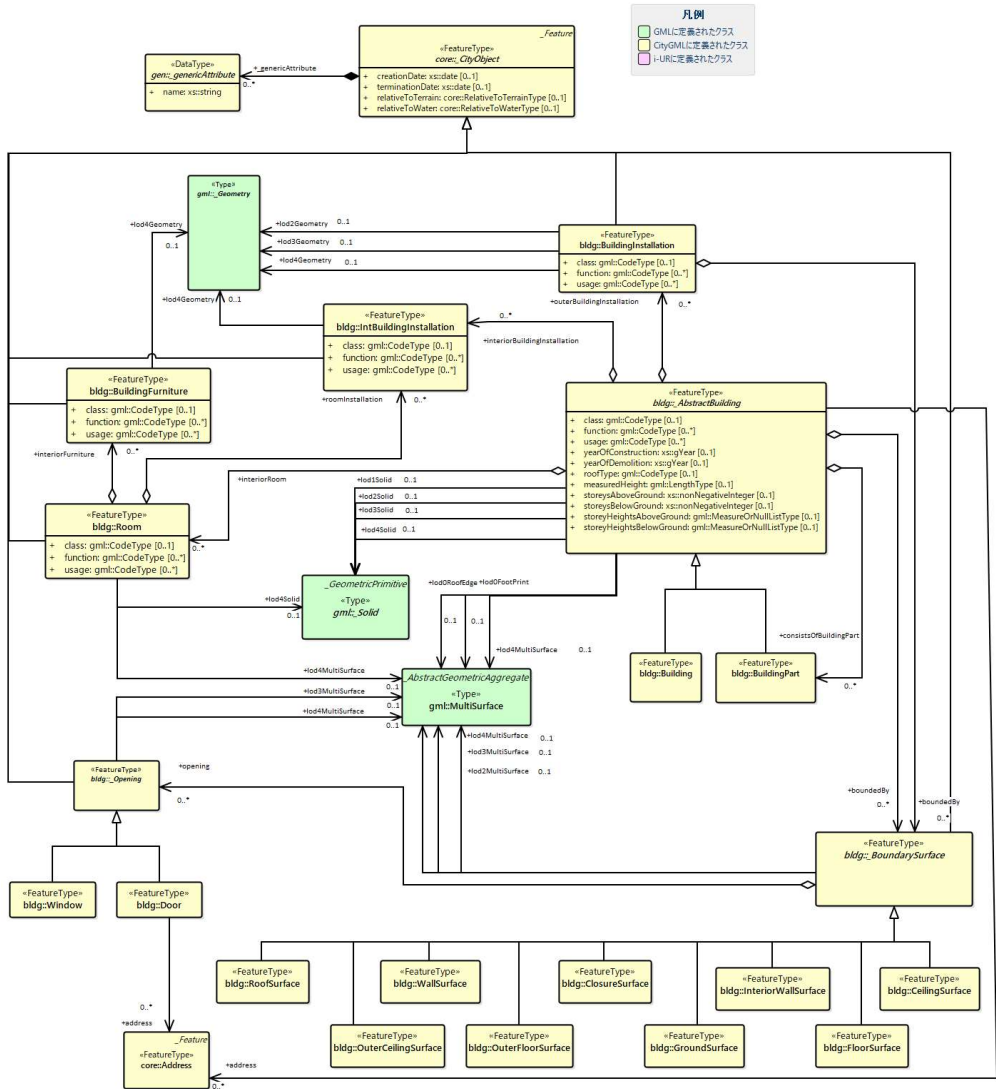 凡例
GMLに定義されたクラス
CityGMLに定義されたクラス
i-URに定義されたクラス
_Feature
«FeatureType»
core::_CityObject
+ creationDate: xs::date [0..1]
+ terminationDate: xs::date [0..1]
+ relativeToTerrain: core::RelativeToTerrainType [0..1]
+ relativeToWater: core::RelativeToWaterType [0..1]
«DataType»
gen::_genericAttribute
+ name: xs::string
+_genericAttribute
0..*
«Type»
gml::_Geometry
+lod4Geometry
0..1
+lod2Geometry 0..1
+lod3Geometry 0..1
+lod4Geometry 0..1
«FeatureType»
bldg::BuildingInstallation
+ class: gml::CodeType [0..1]
+ function: gml::CodeType [0..*]
+ usage: gml::CodeType [0..*]
+lod4Geometry 0..1
+outerBuildingInstallation 0..*
«FeatureType»
bldg::IntBuildingInstallation
+ class: gml::CodeType [0..1]
+ function: gml::CodeType [0..*]
+ usage: gml::CodeType [0..*]
0..*
+interiorBuildingInstallation
+roomInstallation 0..*
«FeatureType»
bldg::BuildingFurniture
+ class: gml::CodeType [0..1]
+ function: gml::CodeType [0..*]
+ usage: gml::CodeType [0..*]
+interiorFurniture 0..*
«FeatureType»
bldg::_AbstractBuilding
+ class: gml::CodeType [0..1]
+ function: gml::CodeType [0..*]
+ usage: gml::CodeType [0..*]
+ yearOfConstruction: xs::gYear [0..1]
+ yearOfDemolition: xs::gYear [0..1]
+ roofType: gml::CodeType [0..1]
+ measuredHeight: gml::LengthType [0..1]
+ storeysAboveGround: xs::nonNegativeInteger [0..1]
+ storeysBelowGround: xs::nonNegativeInteger [0..1]
+ storeyHeightsAboveGround: gml::MeasureOrNullListType [0..1]
+ storeyHeightsBelowGround: gml::MeasureOrNullListType [0..1]
+interiorRoom
0..*
+lod1Solid 0..1
+lod2Solid 0..1
+lod3Solid 0..1
+lod4Solid 0..1
«FeatureType»
bldg::Room
+ class: gml::CodeType [0..1]
+ function: gml::CodeType [0..*]
+ usage: gml::CodeType [0..*]
_GeometricPrimitive
«Type»
gml::_Solid
+lod4Solid
0..1
+lod0RoofEdge
+lod0FootPrint
0..1
0..1
+lod4MultiSurface 0..1
«FeatureType»
bldg::Building
«FeatureType»
bldg::BuildingPart
+consistsOfBuildingPart
0..*
_AbstractGeometricAggregate
«Type»
gml::MultiSurface
+lod4MultiSurface
0..1
+lod3MultiSurface
0..1
+lod4MultiSurface
0..1
+lod4MultiSurface 0..1
+lod3MultiSurface 0..1
+lod2MultiSurface 0..1
«FeatureType»
bldg::_Opening
+opening
0..*
+boundedBy
0..*
+boundedBy
0..*
«FeatureType»
bldg::_BoundarySurface
«FeatureType»
bldg::Window
«FeatureType»
bldg::Door
«FeatureType»
bldg::RoofSurface
«FeatureType»
bldg::WallSurface
«FeatureType»
bldg::ClosureSurface
«FeatureType»
bldg::InteriorWallSurface
«FeatureType»
bldg::CeilingSurface
«FeatureType»
bldg::OuterCeilingSurface
«FeatureType»
bldg::OuterFloorSurface
«FeatureType»
bldg::GroundSurface
«FeatureType»
bldg::FloorSurface
0..*
+address
_Feature
«FeatureType»
core::Address
+address
0..*